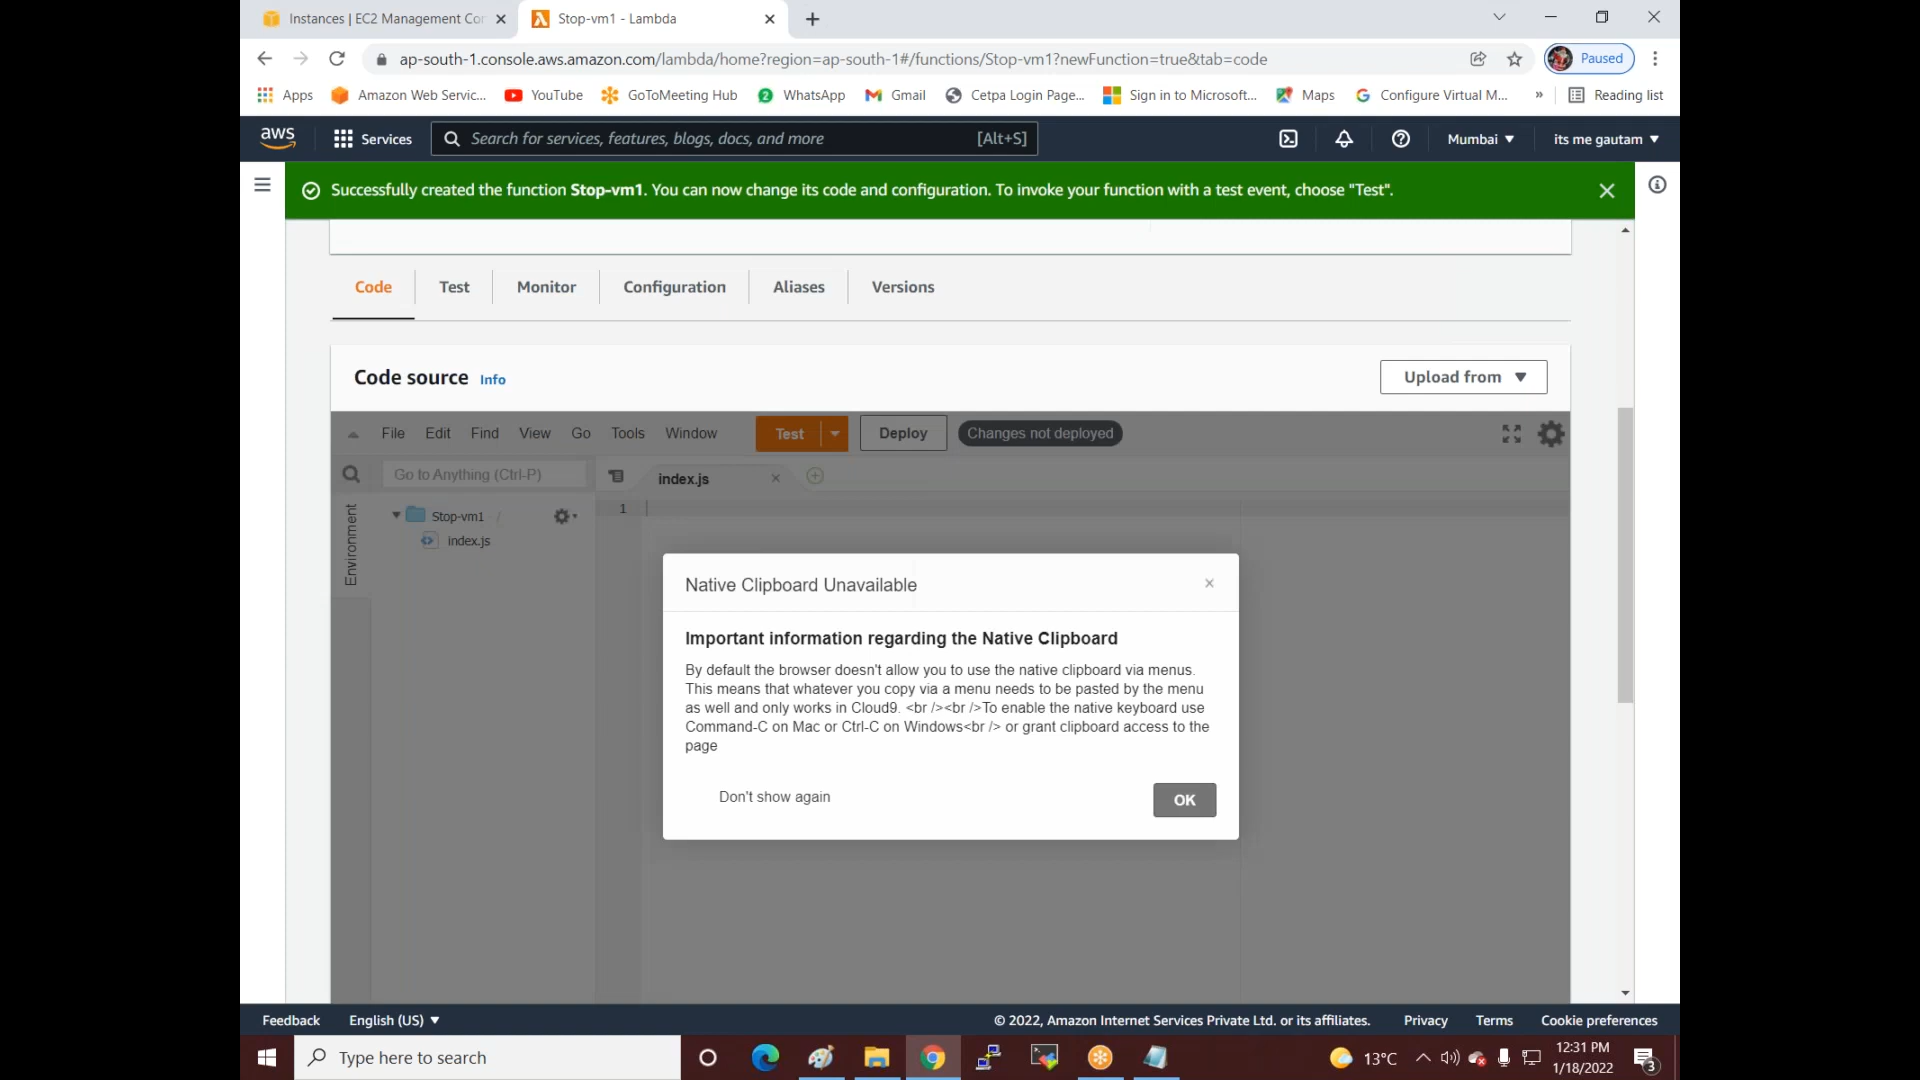 Instances | EC2 Management Con
Stop-vm1 - Lambda
ap-south-1.console.aws.amazon.com/lambda/home?region=ap-south-1#/functions/Stop-vm1?newFunction=true&tab=code
Paused
Apps
Amazon Web Servic...
YouTube
GoToMeeting Hub
2
WhatsApp
Gmail
Cetpa Login Page...
Sign in to Microsoft...
Maps
Configure Virtual M...
»
Reading list
aws
Services
Search for services, features, blogs, docs, and more
[Alt+S]
Mumbai
its me gautam
Successfully created the function Stop-vm1. You can now change its code and configuration. To invoke your function with a test event, choose "Test".
Code
Test
Monitor
Configuration
Aliases
Versions
Code source
Info
Upload from
File
Edit
Find
View
Go
Tools
Window
Test
Deploy
Changes not deployed
Go to Anything (Ctrl-P)
index.js
Environment
Stop-vm1
/
index.js
1
Native Clipboard Unavailable
Important information regarding the Native Clipboard
By default the browser doesn't allow you to use the native clipboard via menus.
This means that whatever you copy via a menu needs to be pasted by the menu
as well and only works in Cloud9. <br /><br />To enable the native keyboard use
Command-C on Mac or Ctrl-C on Windows<br /> or grant clipboard access to the
page
Don't show again
OK
Feedback
English (US)
© 2022, Amazon Internet Services Private Ltd. or its affiliates.
Privacy
Terms
Cookie preferences
Type here to search
13°C
12:31 PM
1/18/2022
3